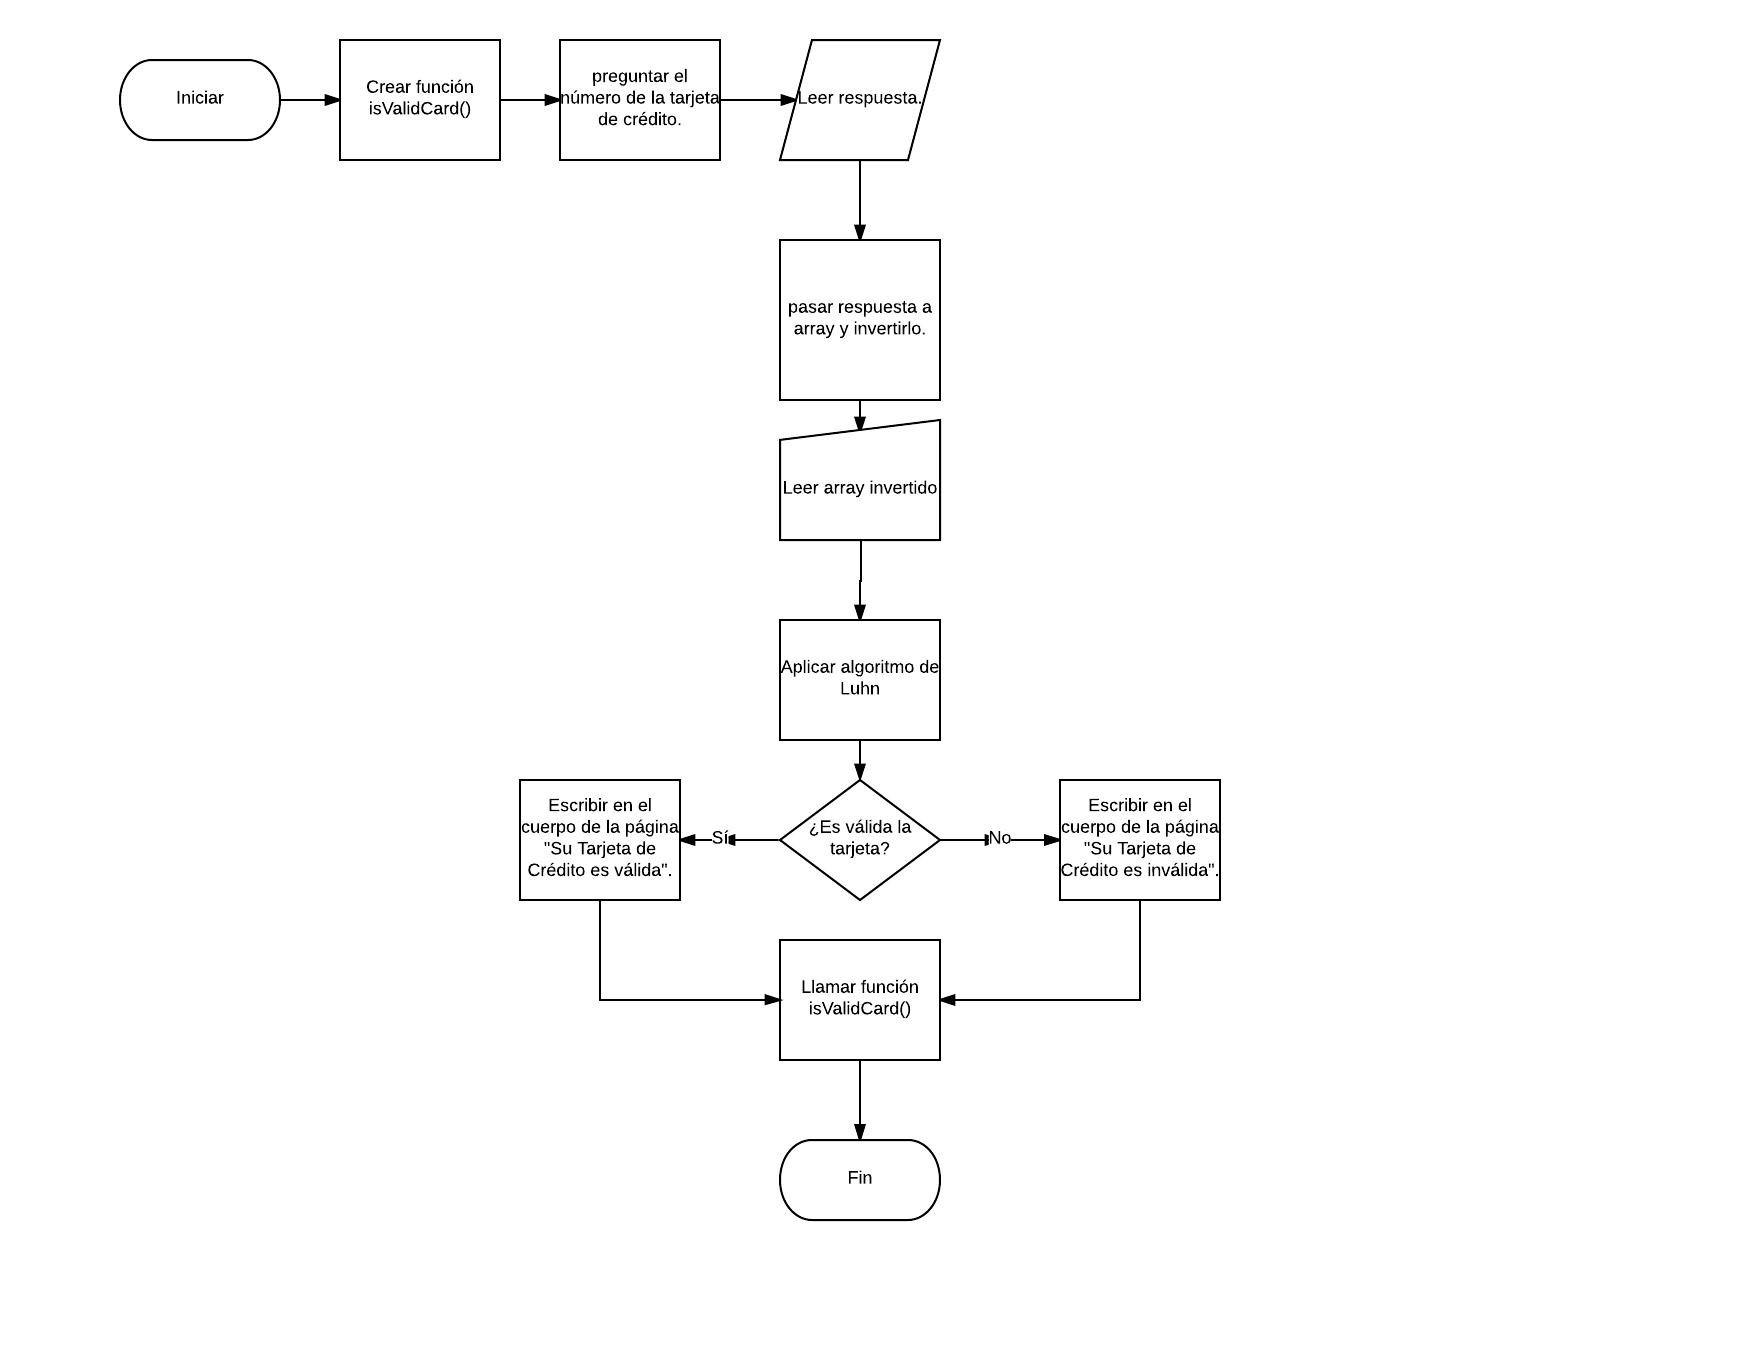 Iniciar
Crear función
isValidCard()
preguntar el
número de la tarjeta
de crédito.
Leer respuesta.
pasar respuesta a
array y invertirlo.
Leer array invertido
Aplicar algoritmo de
Luhn
Escribir en el
cuerpo de la página
"Su Tarjeta de
Crédito es válida".
Sí
¿Es válida la
tarjeta?
No
Escribir en el
cuerpo de la página
"Su Tarjeta de
Crédito es inválida".
Llamar función
isValidCard()
Fin